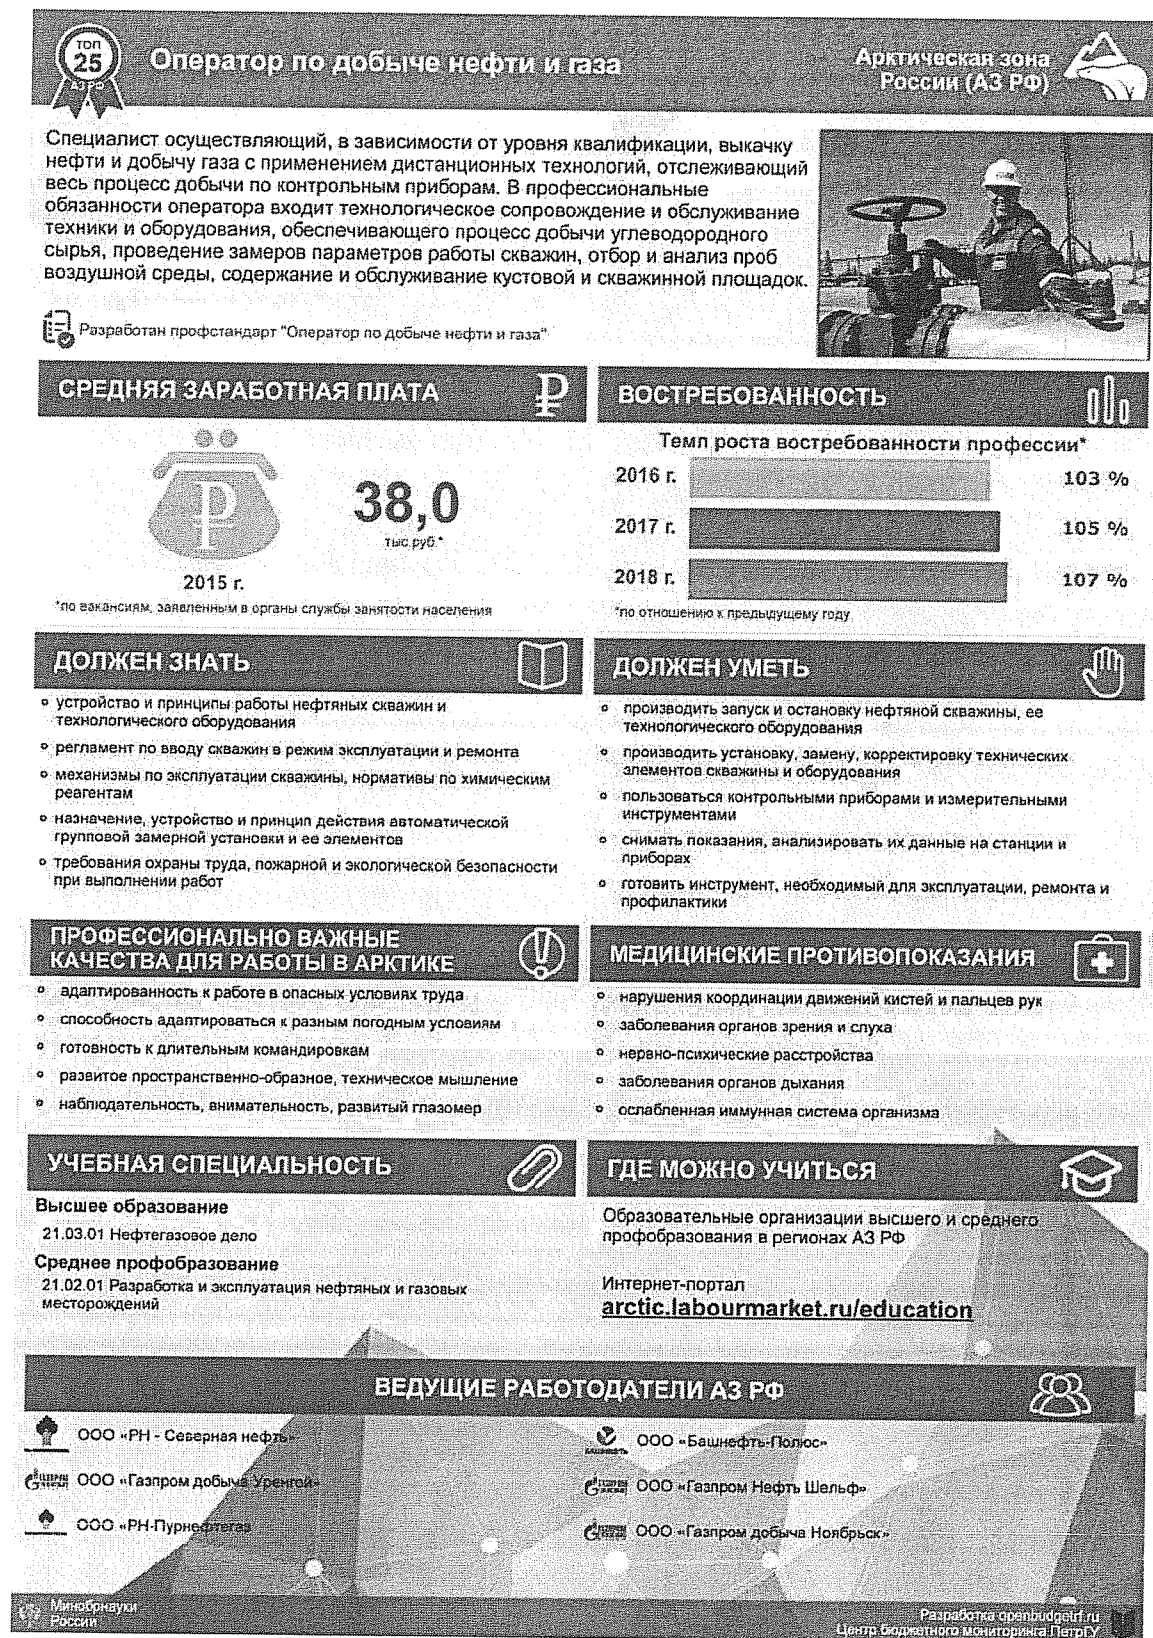 ТОП
25
АЗ РФ
Оператор по добыче нефти и газа
Арктическая зона
России (АЗ РФ)
Специалист осуществляющий, в зависимости от уровня квалификации, выкачку
нефти и добычу газа с применением дистанционных технологий, отслеживающий
весь процесс добычи по контрольным приборам. В профессиональные
обязанности оператора входит технологическое сопровождение и обслуживание
техники и оборудования, обеспечивающего процесс добычи углеводородного
сырья, проведение замеров параметров работы скважин, отбор и анализ проб
воздушной среды, содержание и обслуживание кустовой и скважинной площадок.
Разработан профстандарт "Оператор по добыче нефти и газа"
СРЕДНЯЯ ЗАРАБОТНАЯ ПЛАТА
₽
₽
38,0
тыс.руб.*
2015 г.
*по вакансиям, заявленным в органы службы занятости населения
ВОСТРЕБОВАННОСТЬ
Темп роста востребованности профессии*
2016 г. 103 %
2017 г. 105 %
2018 г. 107 %
*по отношению к предыдущему году
ДОЛЖЕН ЗНАТЬ
устройство и принципы работы нефтяных скважин и
технологического оборудования
регламент по вводу скважин в режим эксплуатации и ремонта
механизмы по эксплуатации скважины, нормативы по химическим
реагентам
назначение, устройство и принцип действия автоматической
групповой замерной установки и ее элементов
требования охраны труда, пожарной и экологической безопасности
при выполнении работ
ДОЛЖЕН УМЕТЬ
производить запуск и остановку нефтяной скважины, ее
технологического оборудования
производить установку, замену, корректировку технических
элементов скважины и оборудования
пользоваться контрольными приборами и измерительными
инструментами
снимать показания, анализировать их данные на станции и
приборах
готовить инструмент, необходимый для эксплуатации, ремонта и
профилактики
ПРОФЕССИОНАЛЬНО ВАЖНЫЕ
КАЧЕСТВА ДЛЯ РАБОТЫ В АРКТИКЕ
адаптированность к работе в опасных условиях труда
способность адаптироваться к разным погодным условиям
готовность к длительным командировкам
развитое пространственно-образное, техническое мышление
наблюдательность, внимательность, развитый глазомер
МЕДИЦИНСКИЕ ПРОТИВОПОКАЗАНИЯ
нарушения координации движений кистей и пальцев рук
заболевания органов зрения и слуха
нервно-психические расстройства
заболевания органов дыхания
ослабленная иммунная система организма
УЧЕБНАЯ СПЕЦИАЛЬНОСТЬ
Высшее образование
21.03.01 Нефтегазовое дело
Среднее профобразование
21.02.01 Разработка и эксплуатация нефтяных и газовых
месторождений
ГДЕ МОЖНО УЧИТЬСЯ
Образовательные организации высшего и среднего
профобразования в регионах АЗ РФ
Интернет-портал
arctic.labourmarket.ru/education
ВЕДУЩИЕ РАБОТОДАТЕЛИ АЗ РФ
ООО «РН - Северная нефть»
ООО «Газпром добыча Уренгой»
ООО «РН-Пурнефтегаз
ООО «Башнефть-Полюс»
ООО «Газпром Нефть Шельф»
ООО «Газпром добыча Ноябрьск»
Минобрнауки
России
Разработка openbudgetrf.ru
Центр бюджетного мониторинга ПетрГУ